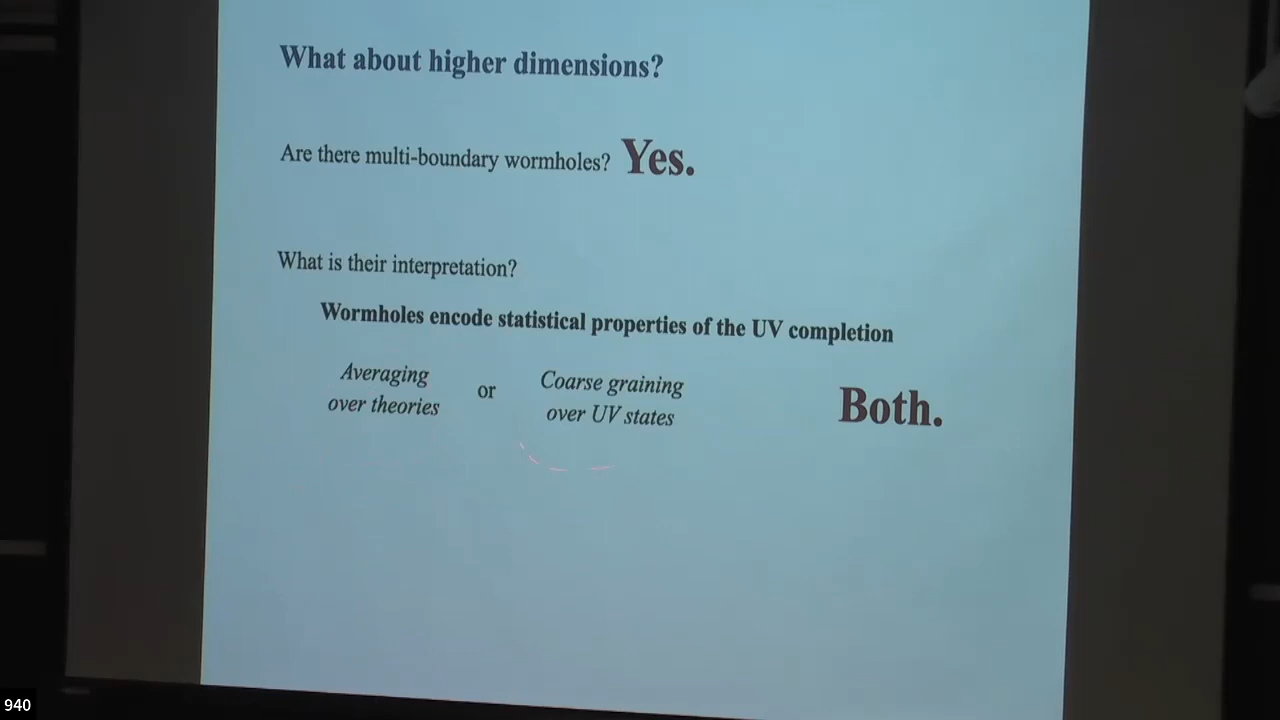 What about higher dimensions?
Are there multi-boundary wormholes? Yes.
What is their interpretation?
Wormholes encode statistical properties of the UV completion
Averaging
over theories
or
Coarse graining
over UV states
Both.
940